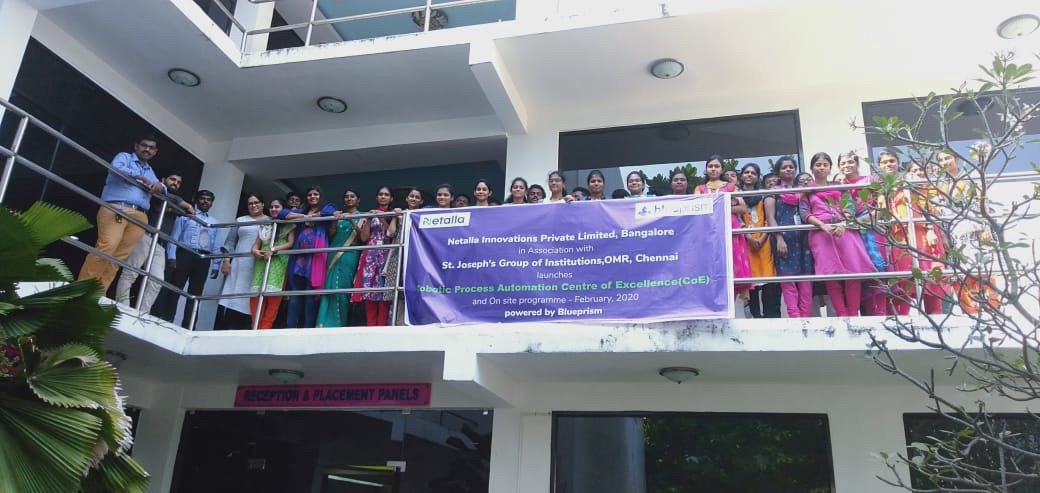 Netalla
blueprism
Netalla Innovations Private Limited, Bangalore
in Association with
St. Joseph's Group of Institutions,OMR, Chennai
launches
Robotic Process Automation Centre of Excellence(CoE)
and On site programme - February, 2020
powered by Blueprism
RECEPTION & PLACEMENT PANELS